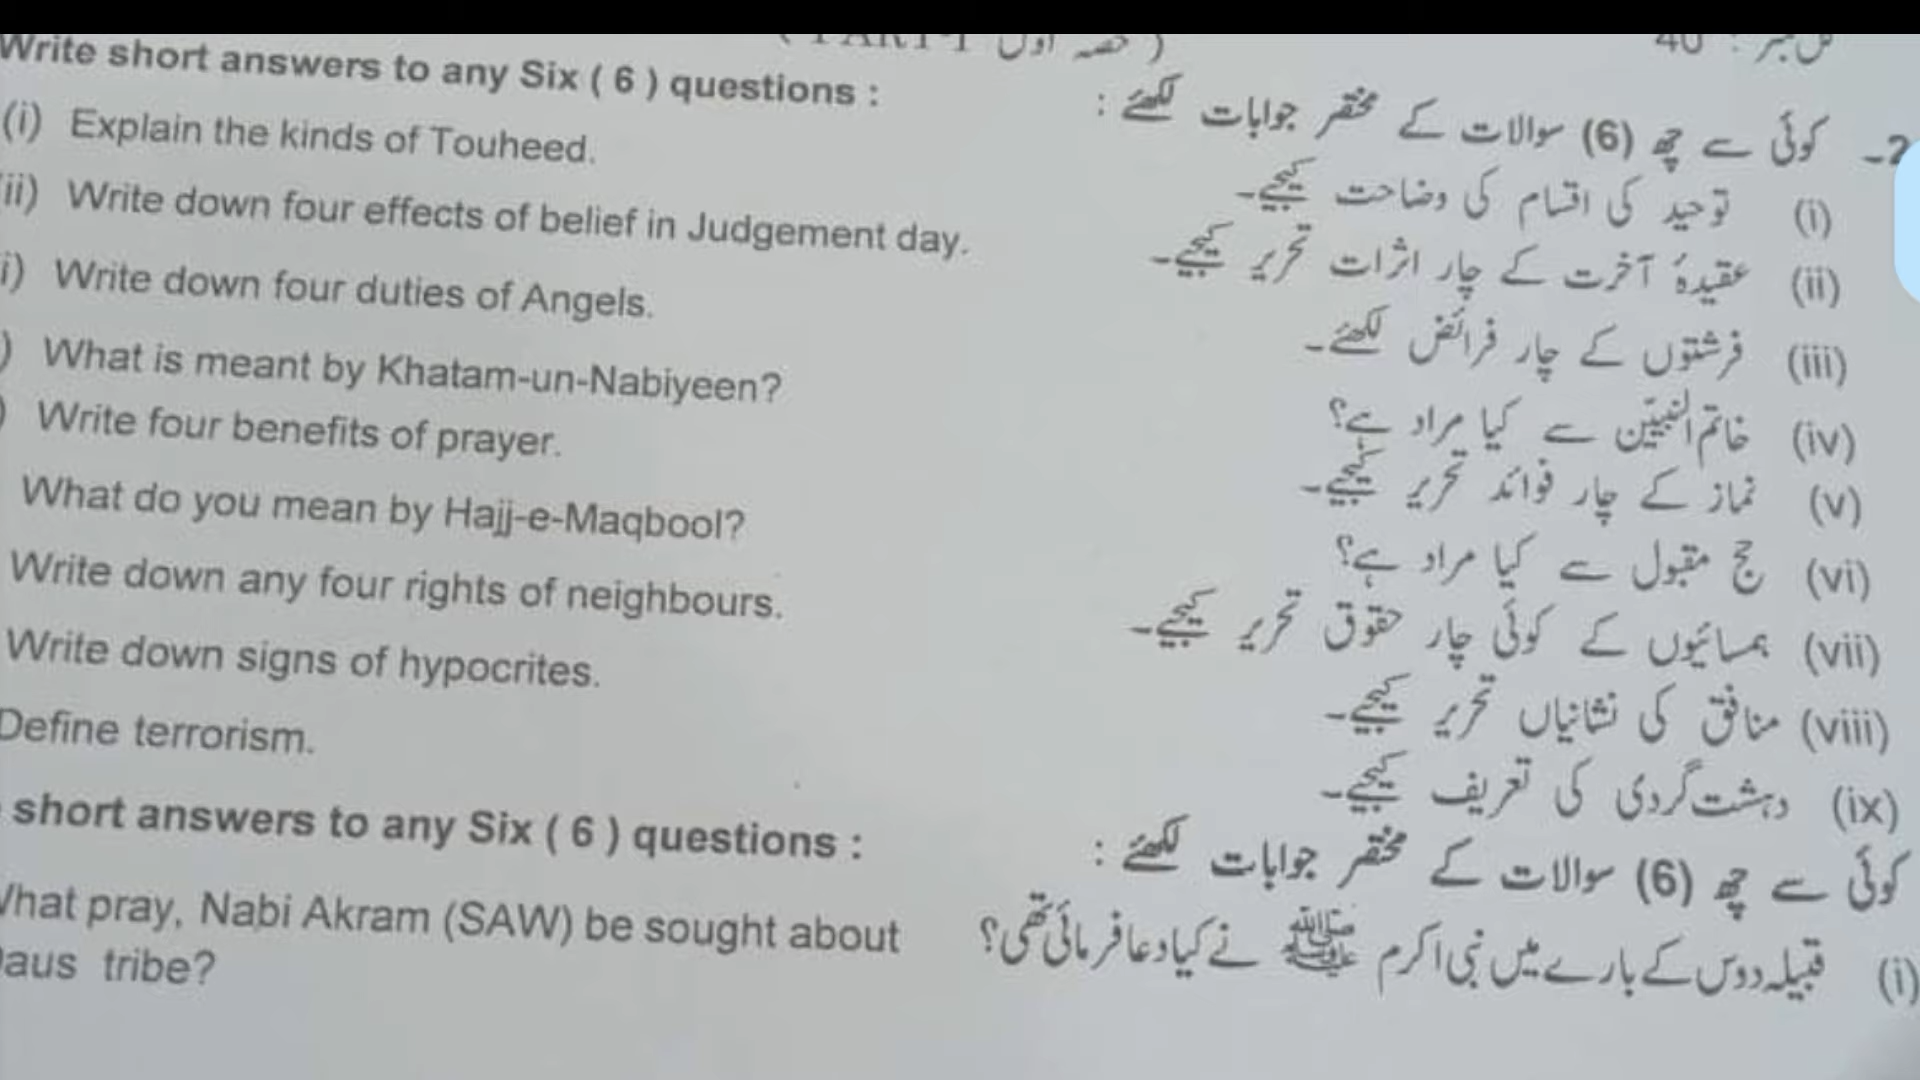 ( PART-I حصہ اول )
40 :
Write short answers to any Six ( 6 ) questions :
2۔ کوئی سے چھ (6) سوالات کے مختصر جوابات لکھئے :
(i) Explain the kinds of Touheed.
(i) توحید کی اقسام کی وضاحت کیجیے۔
ii) Write down four effects of belief in Judgement day.
(ii) عقیدۂ آخرت کے چار اثرات تحریر کیجیے۔
i) Write down four duties of Angels.
(iii) فرشتوں کے چار فرائض لکھئے۔
) What is meant by Khatam-un-Nabiyeen?
(iv) خاتم النبیّین سے کیا مراد ہے؟
) Write four benefits of prayer.
(v) نماز کے چار فوائد تحریر کیجیے۔
What do you mean by Hajj-e-Maqbool?
(vi) حج مقبول سے کیا مراد ہے؟
Write down any four rights of neighbours.
(vii) ہمسائیوں کے کوئی چار حقوق تحریر کیجیے۔
Write down signs of hypocrites.
(viii) منافق کی نشانیاں تحریر کیجیے۔
Define terrorism.
(ix) دہشت گردی کی تعریف کیجیے۔
short answers to any Six ( 6 ) questions :
کوئی سے چھ (6) سوالات کے مختصر جوابات لکھئے :
What pray, Nabi Akram (SAW) be sought about
Daus tribe?
(i) قبیلہ دوس کے بارے میں نبی اکرم ﷺ نے کیا دعا فرمائی تھی؟